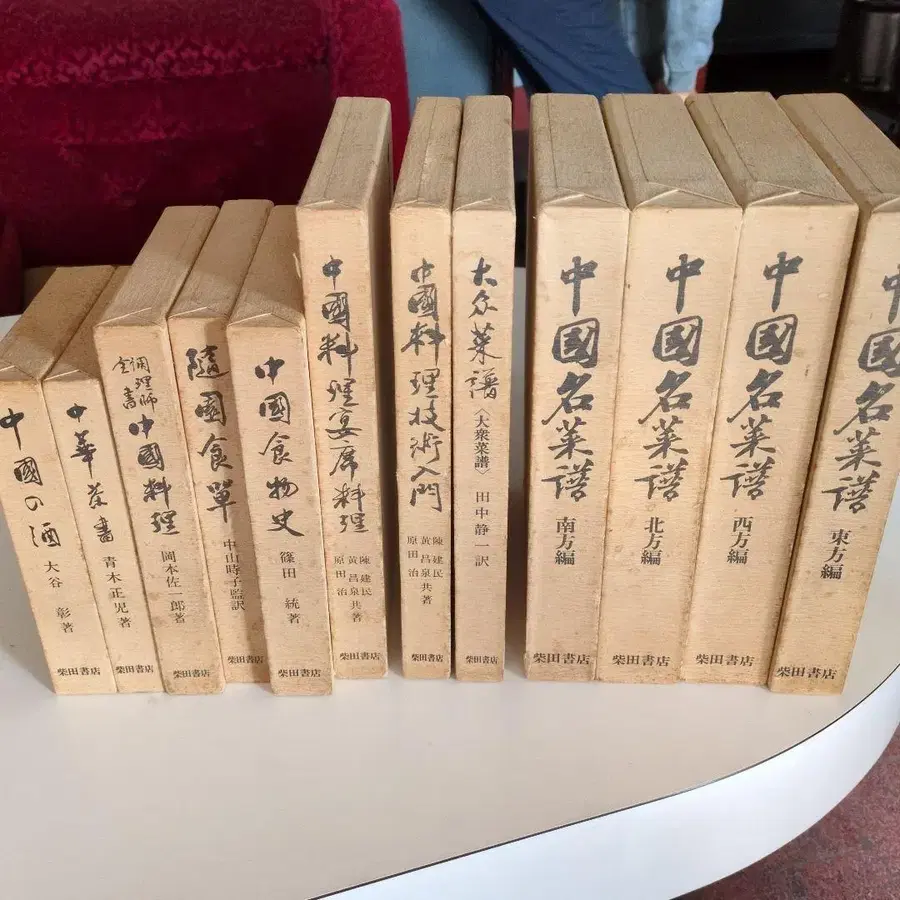 中國の酒
大谷 彰著
柴田書店
中華茶書
青木正児著
柴田書店
調理師全書
中國料理
岡本佐一郎著
柴田書店
隨園食單
中山時子監訳
柴田書店
中國食物史
篠田 統著
柴田書店
中國料理宴席料理
陳建民
黄昌泉共著
原田治
柴田書店
中國料理技術入門
陳建民
黄昌泉共著
原田治
柴田書店
大众菜谱
〈大衆菜譜〉
田中静一訳
柴田書店
中國名菜谱
南方編
柴田書店
中國名菜谱
北方編
柴田書店
中國名菜谱
西方編
柴田書店
中國名菜谱
東方編
柴田書店